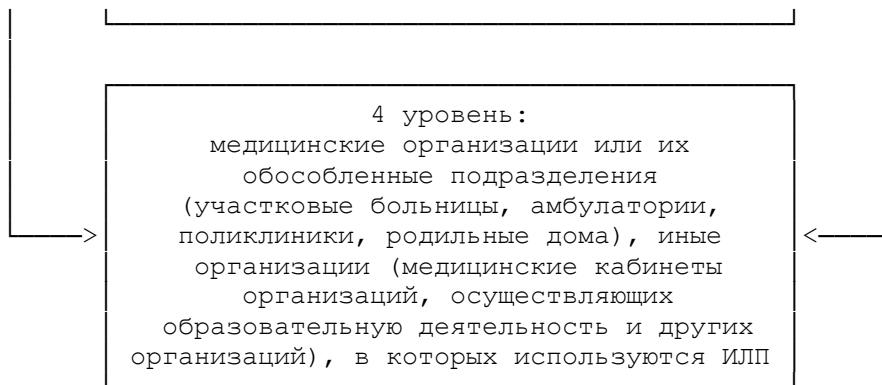 4 уровень:
медицинские организации или их
обособленные подразделения
(участковые больницы, амбулатории,
поликлиники, родильные дома), иные
организации (медицинские кабинеты
организаций, осуществляющих
образовательную деятельность и других
организаций), в которых используются ИЛП